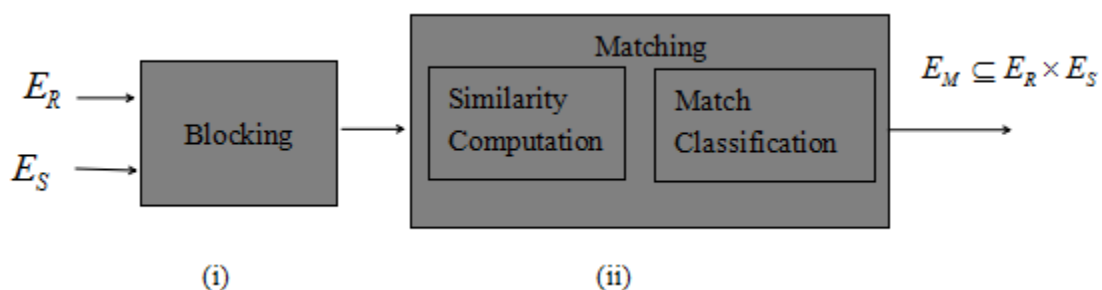 E_R
E_S
Blocking
Matching
Similarity
Computation
Match
Classification
E_M ⊆ E_R × E_S
(i)
(ii)